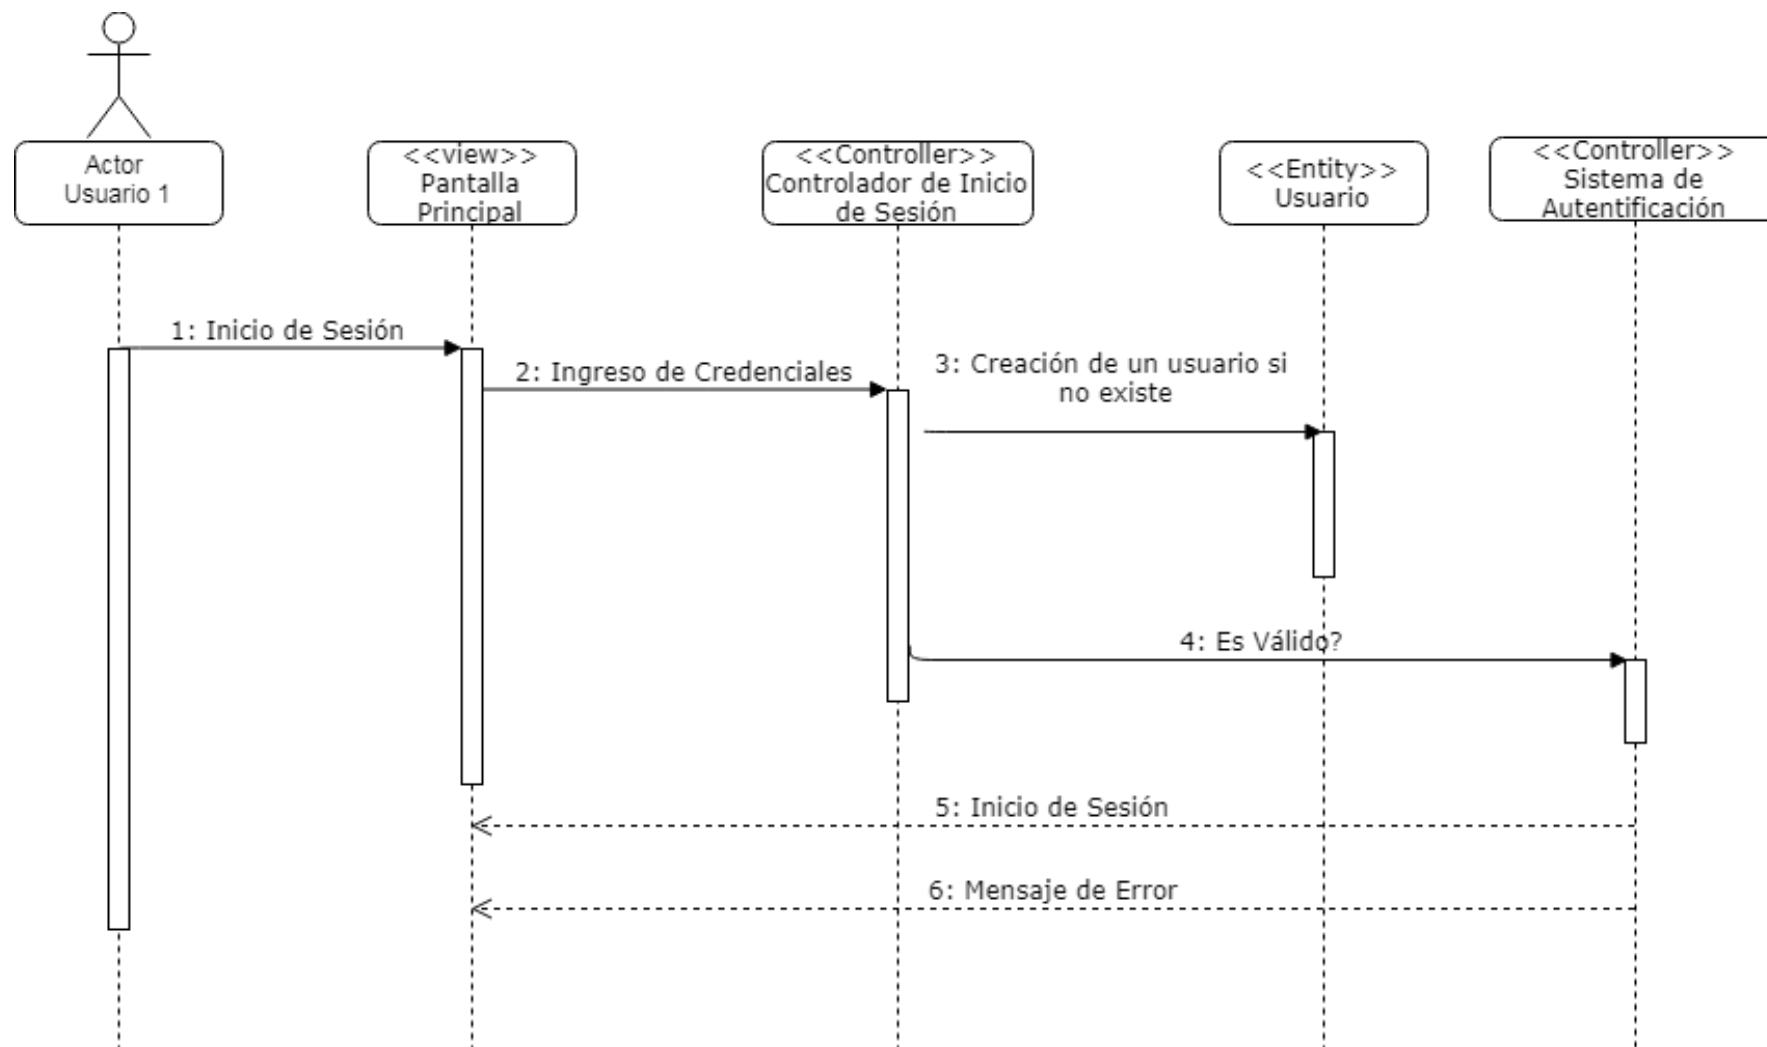 Actor
Usuario 1
<<view>>
Pantalla
Principal
<<Controller>>
Controlador de Inicio
de Sesión
<<Entity>>
Usuario
<<Controller>>
Sistema de
Autentificación
1: Inicio de Sesión
2: Ingreso de Credenciales
3: Creación de un usuario si
no existe
4: Es Válido?
5: Inicio de Sesión
6: Mensaje de Error